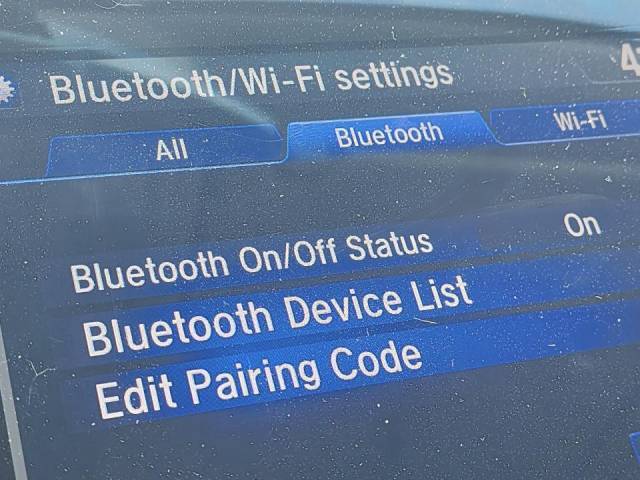 Bluetooth/Wi-Fi settings
All Bluetooth Wi-Fi
Bluetooth On/Off Status On
Bluetooth Device List
Edit Pairing Code